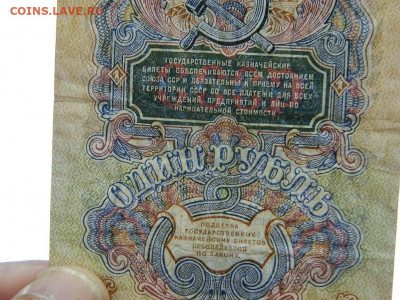 COINS.ЛАВЕ.RU
ГОСУДАРСТВЕННЫЕ КАЗНАЧЕЙСКИЕ
БИЛЕТЫ ОБЕСПЕЧИВАЮТСЯ ВСЕМ ДОСТОЯНИЕМ
СОЮЗА ССР И ОБЯЗАТЕЛЬНЫ К ПРИЕМУ НА ВСЕЙ
ТЕРРИТОРИИ СССР ВО ВСЕ ПЛАТЕЖИ ДЛЯ ВСЕХ
УЧРЕЖДЕНИЙ, ПРЕДПРИЯТИЙ И ЛИЦ ПО
НАРИЦАТЕЛЬНОЙ СТОИМОСТИ
ОДИН РУБЛЬ
ПОДДЕЛКА
ГОСУДАРСТВЕННЫХ
КАЗНАЧЕЙСКИХ БИЛЕТОВ
ПРЕСЛЕДУЕТСЯ
ПО ЗАКОНУ.